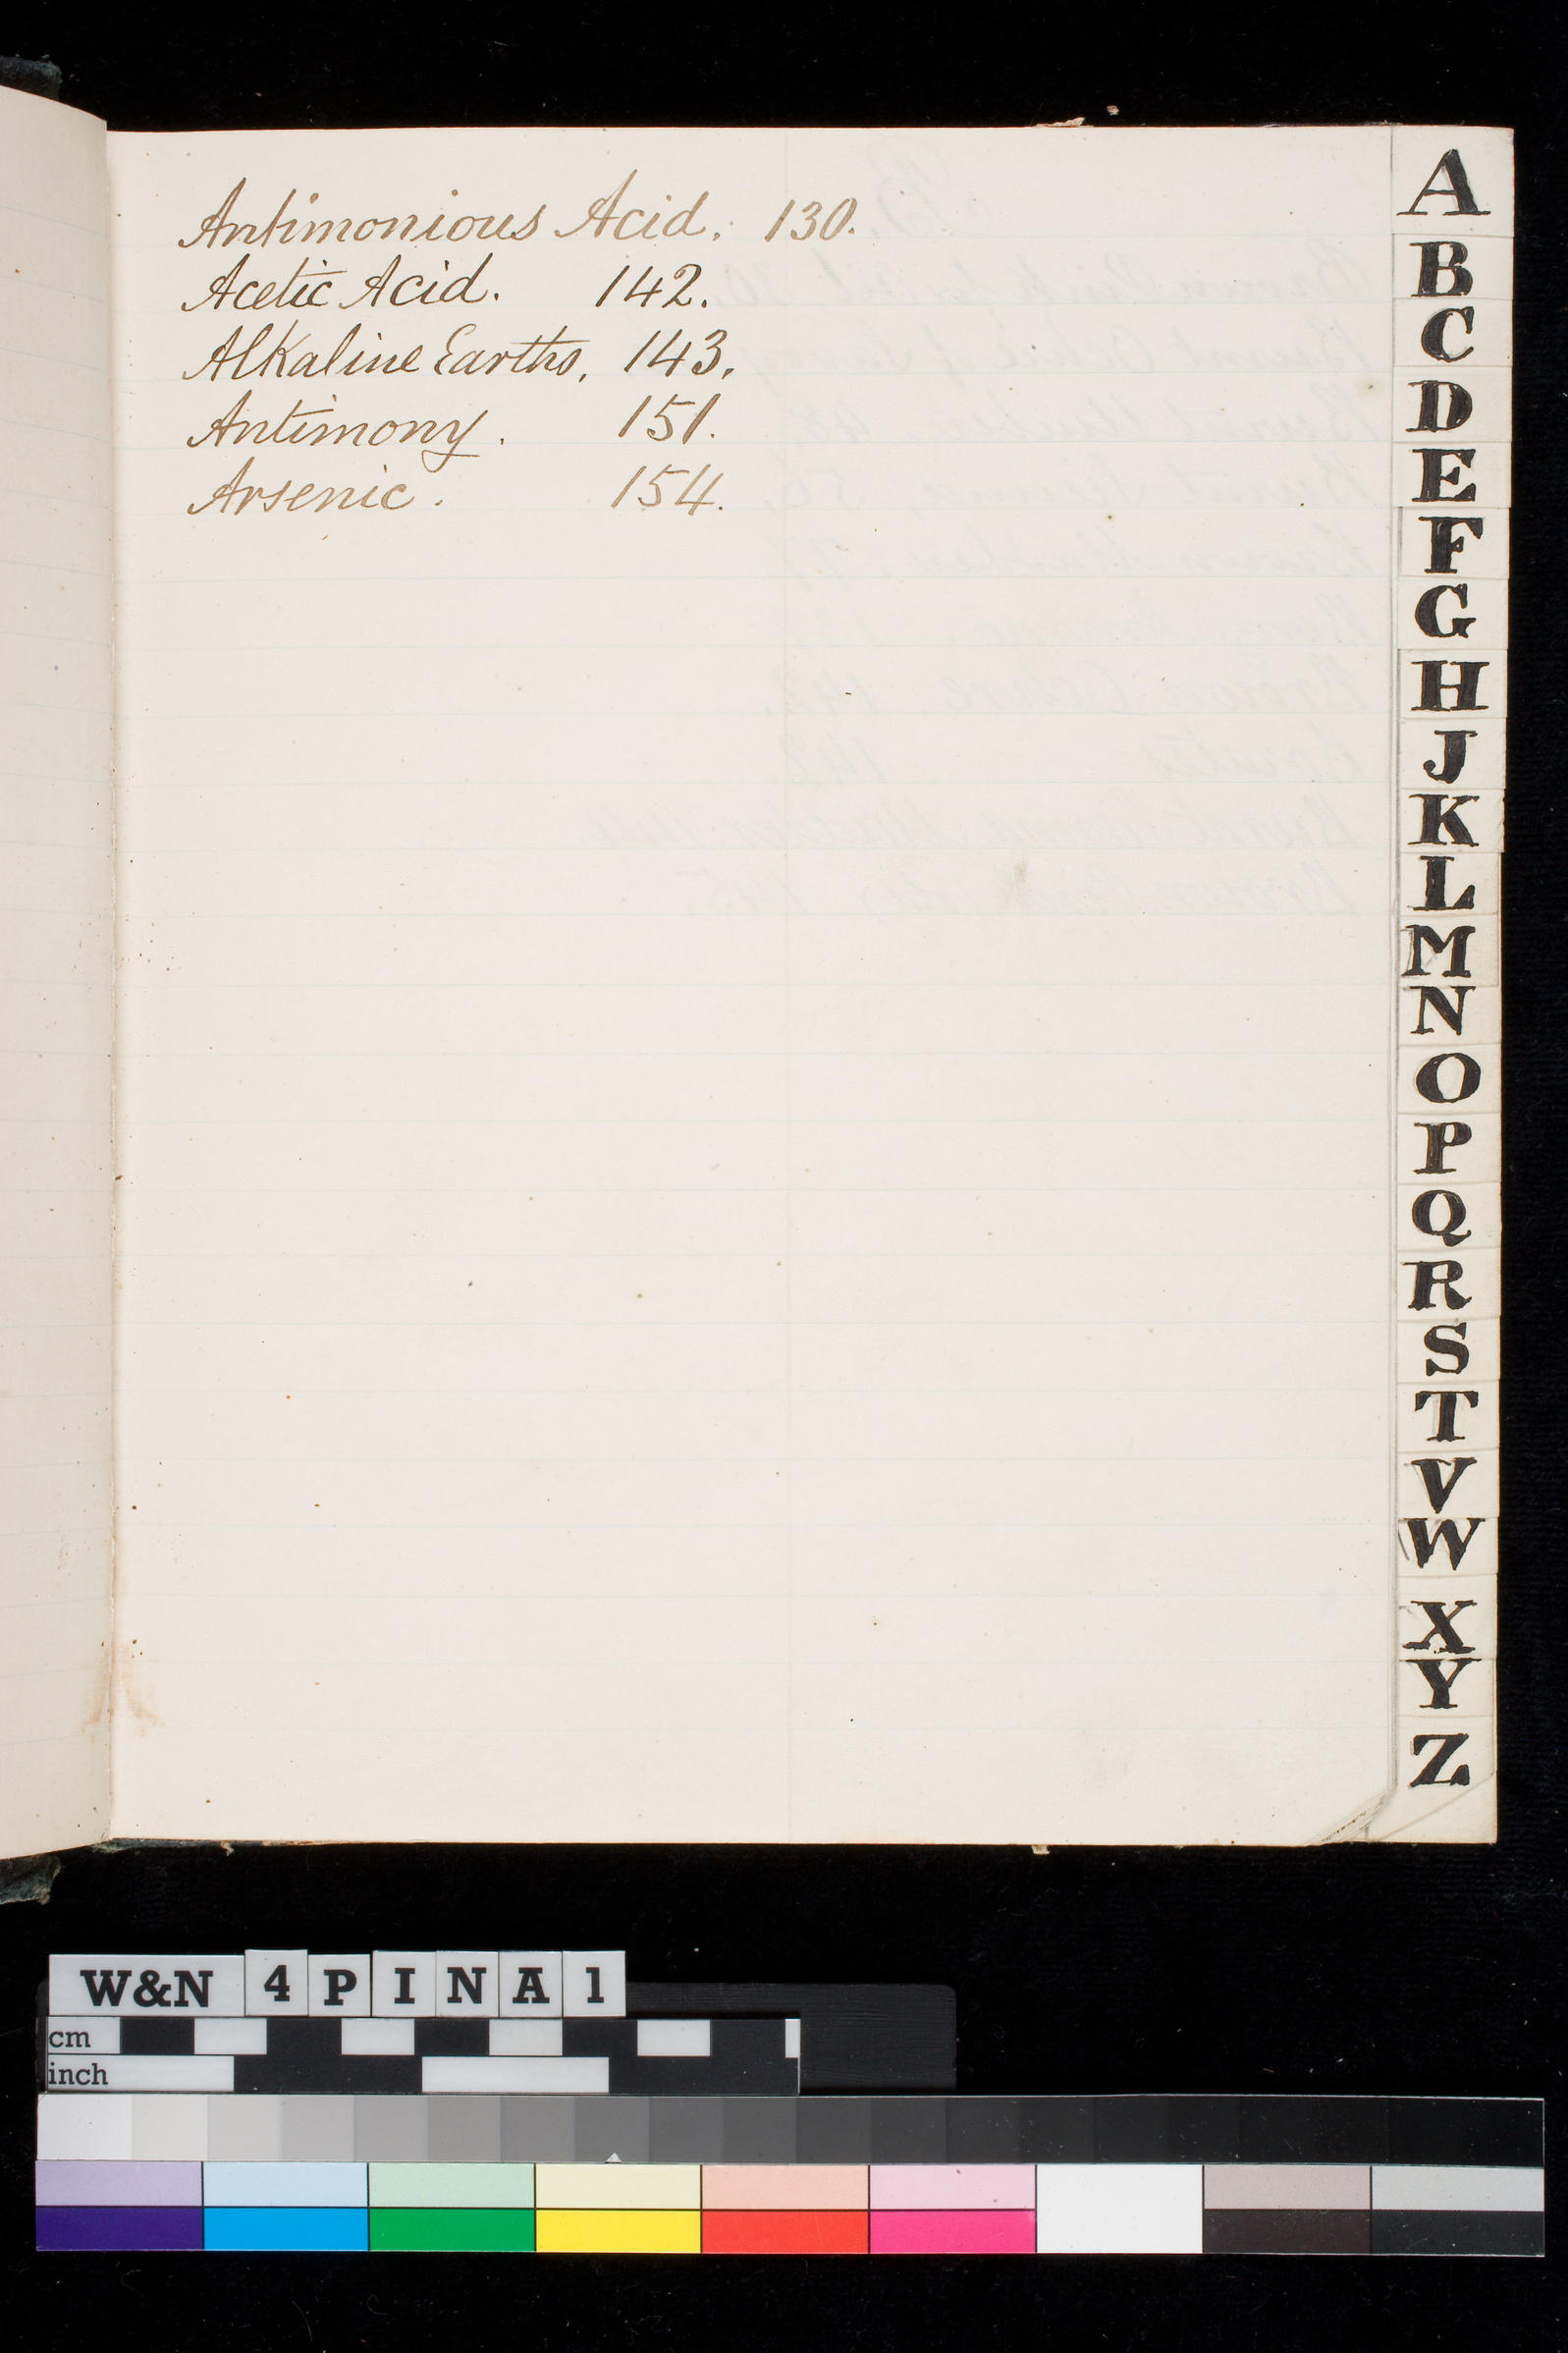 Antimonious Acid. 130.
Acetic Acid. 142.
Alkaline Earths, 143.
Antimony. 151.
Arsenic. 154.
A
B
C
D
E
F
G
H
J
K
L
M
N
O
P
Q
R
S
T
V
W
X
Y
Z
W&N 4 P I N A 1
cm
inch